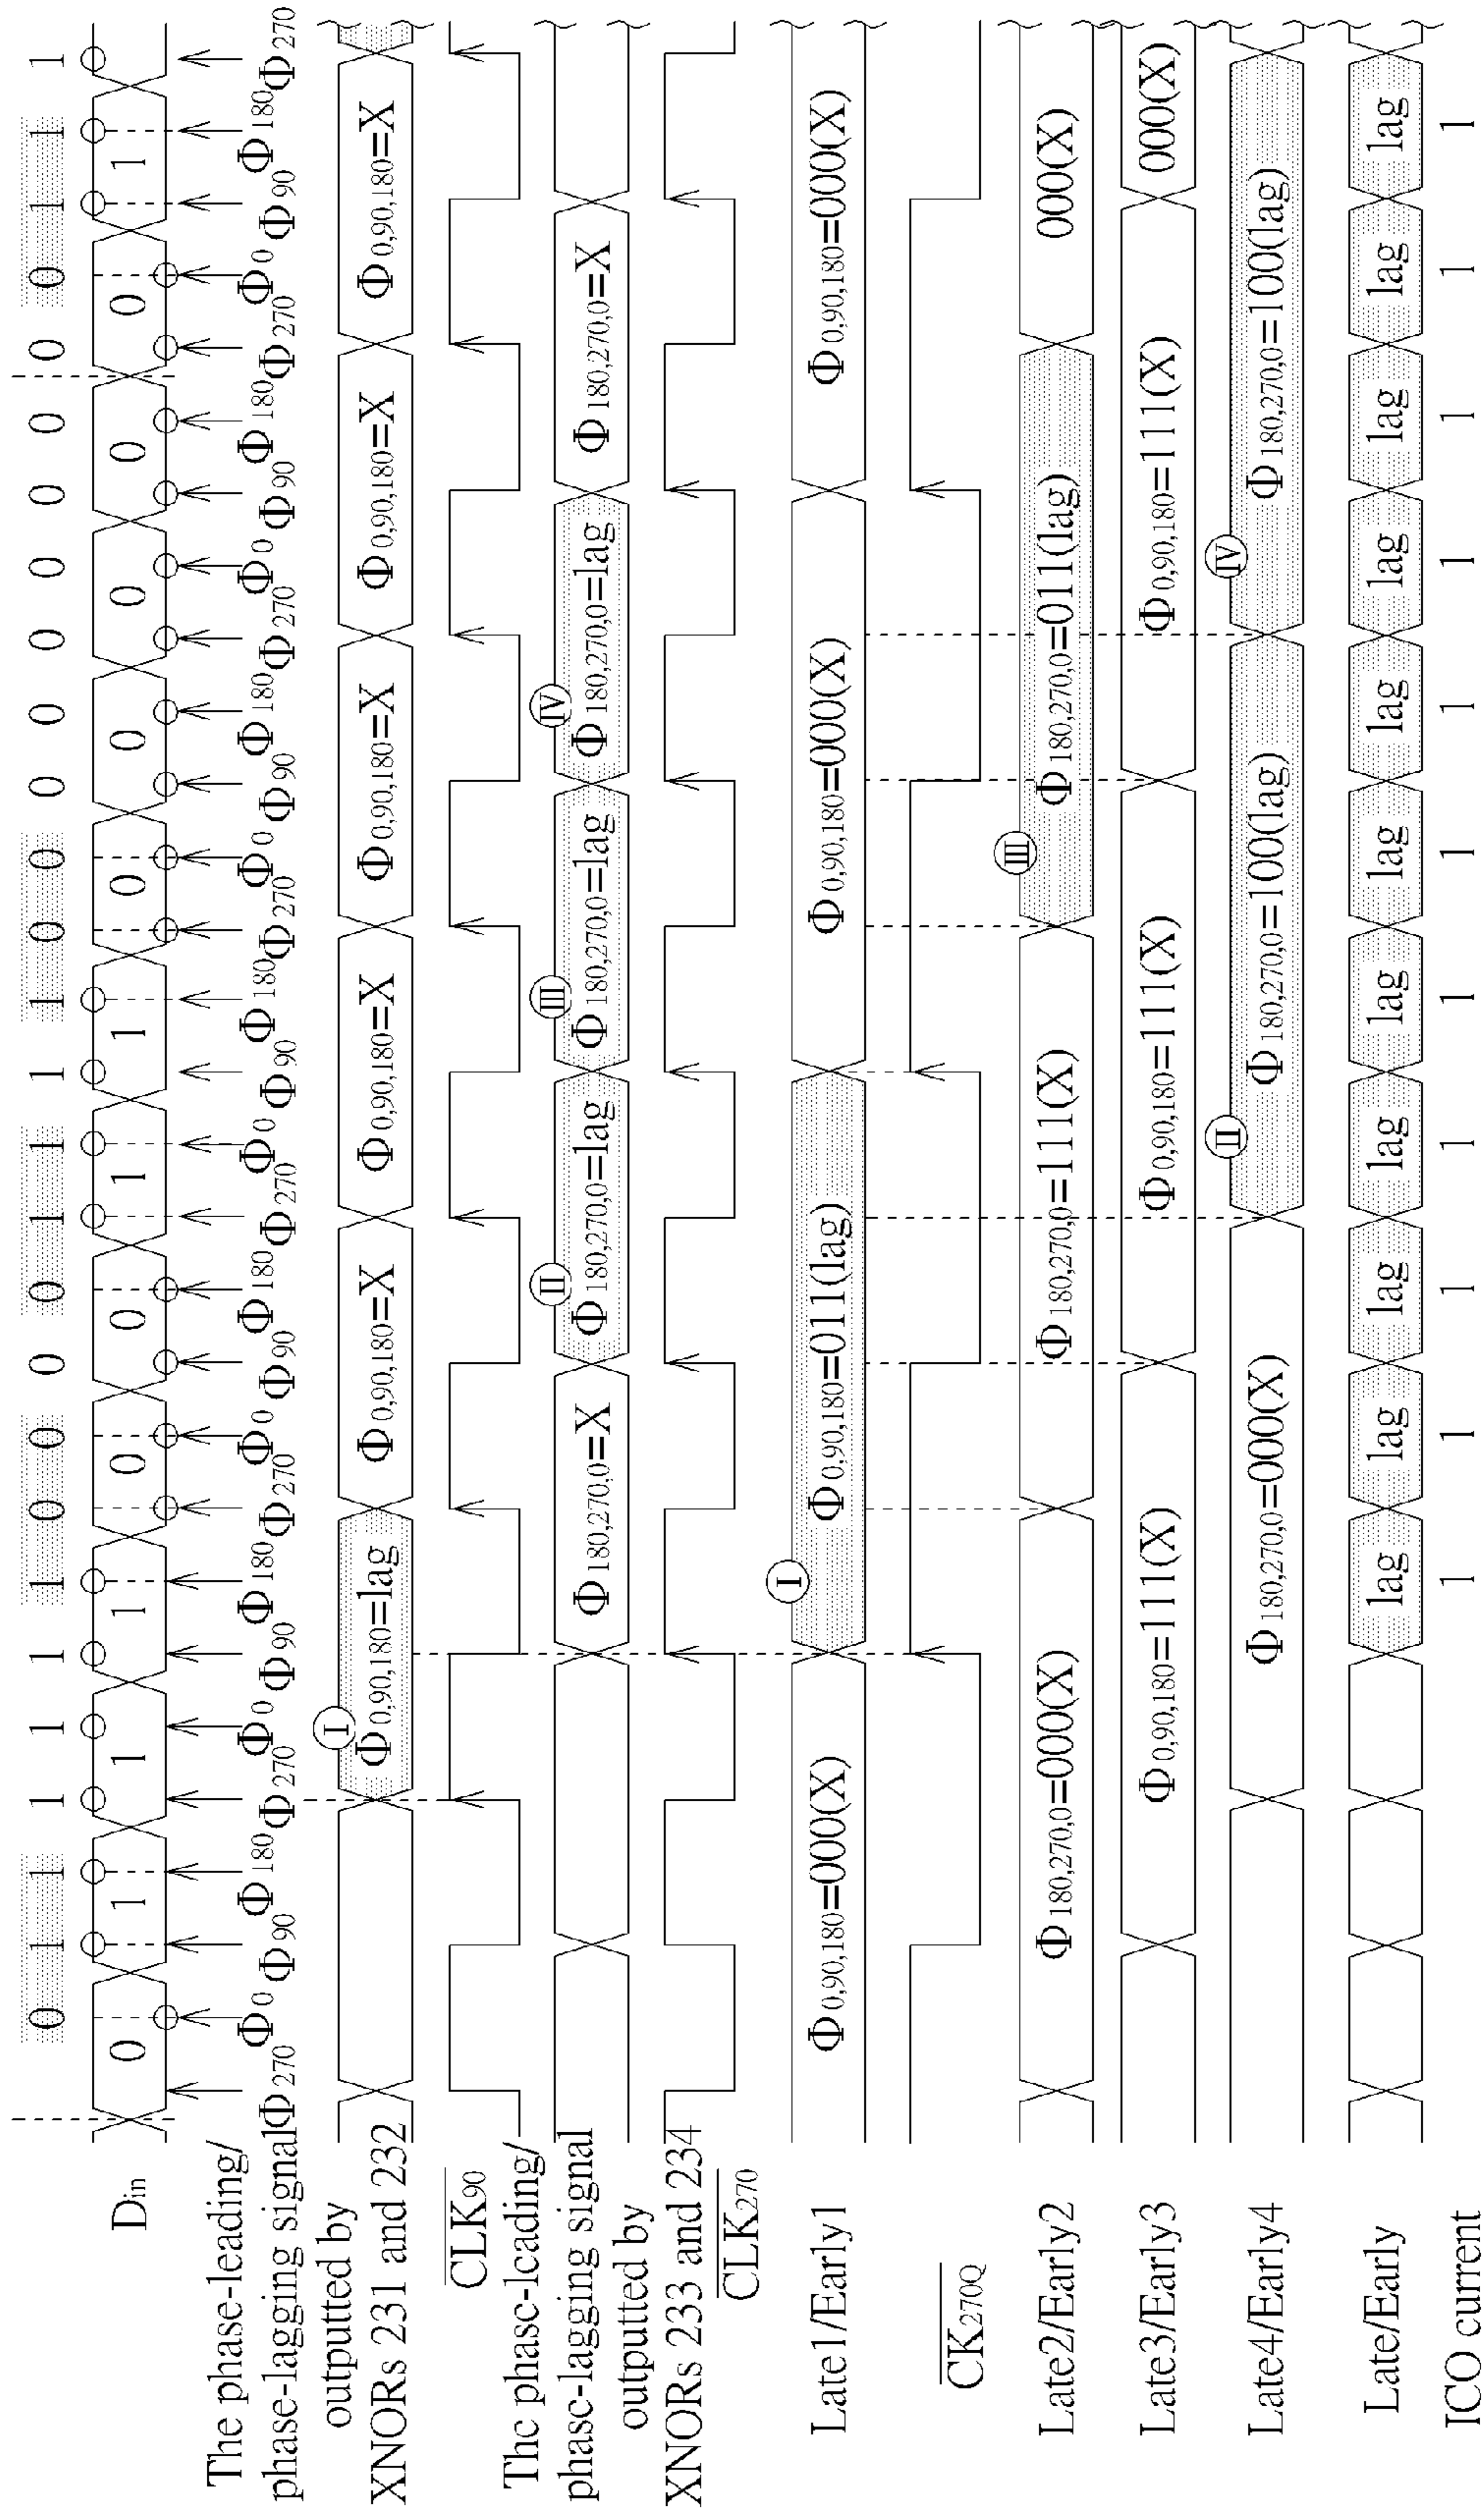 0 1 1 1 1 1 1 0 0 0 0 1 1 1 1 0 0 0 0 0 0 0 0 0 0 1 1 1
Din 0 1 1 1 0 0 1 1 0 0 0 0 0 1
Φ270 Φ0 Φ90 Φ180 Φ270 Φ0 Φ90 Φ180 Φ270 Φ0 Φ90 Φ180 Φ270 Φ0 Φ90 Φ180 Φ270 Φ0 Φ90 Φ180 Φ270 Φ0 Φ90 Φ180 Φ270 Φ0 Φ90 Φ180 Φ270
The phase-leading/
phase-lagging signal
outputted by
XNORs 231 and 232
I Φ0,90,180=lag Φ0,90,180=X Φ0,90,180=X Φ0,90,180=X Φ0,90,180=X Φ0,90,180=X
CLK90
The phase-leading/
phase-lagging signal
outputted by
XNORs 233 and 234
Φ180,270,0=X II Φ180,270,0=lag III Φ180,270,0=lag IV Φ180,270,0=lag Φ180,270,0=X
CLK270
Late1/Early1 Φ0,90,180=000(X) I Φ0,90,180=011(lag) Φ0,90,180=000(X) Φ0,90,180=000(X)
CK270Q
Late2/Early2 Φ180,270,0=000(X) Φ180,270,0=111(X) III Φ180,270,0=011(lag) 000(X)
Late3/Early3 Φ0,90,180=111(X) Φ0,90,180=111(X) Φ0,90,180=111(X) 000(X)
Late4/Early4 Φ180,270,0=000(X) II Φ180,270,0=100(lag) IV Φ180,270,0=100(lag)
Late/Early lag lag lag lag lag lag lag lag lag lag lag
ICO current 1 1 1 1 1 1 1 1 1 1 1